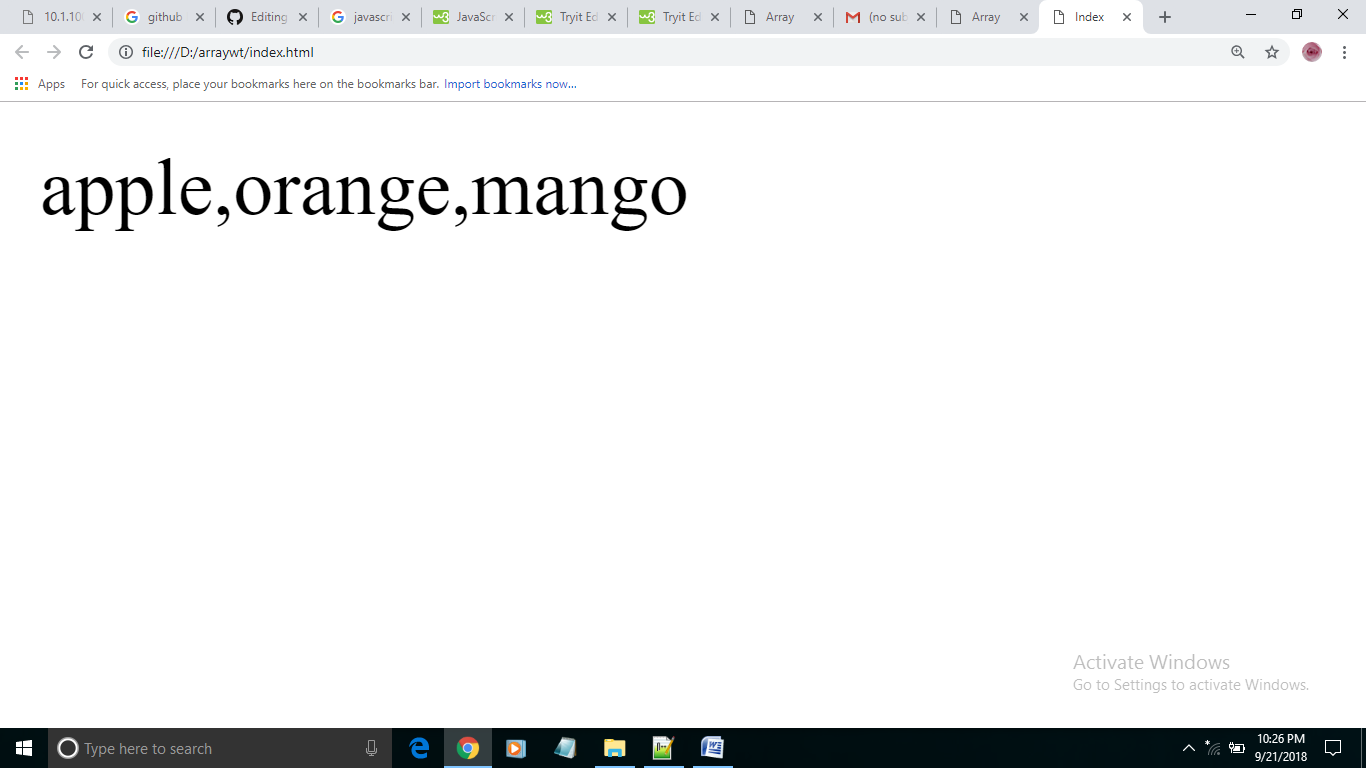 10.1.10
github
Editing
javascri
JavaScr
Tryit Ed
Tryit Ed
Array
(no sub
Array
Index
file:///D:/arraywt/index.html
Apps For quick access, place your bookmarks here on the bookmarks bar. Import bookmarks now...
apple,orange,mango
Activate Windows
Go to Settings to activate Windows.
Type here to search
10:26 PM
9/21/2018